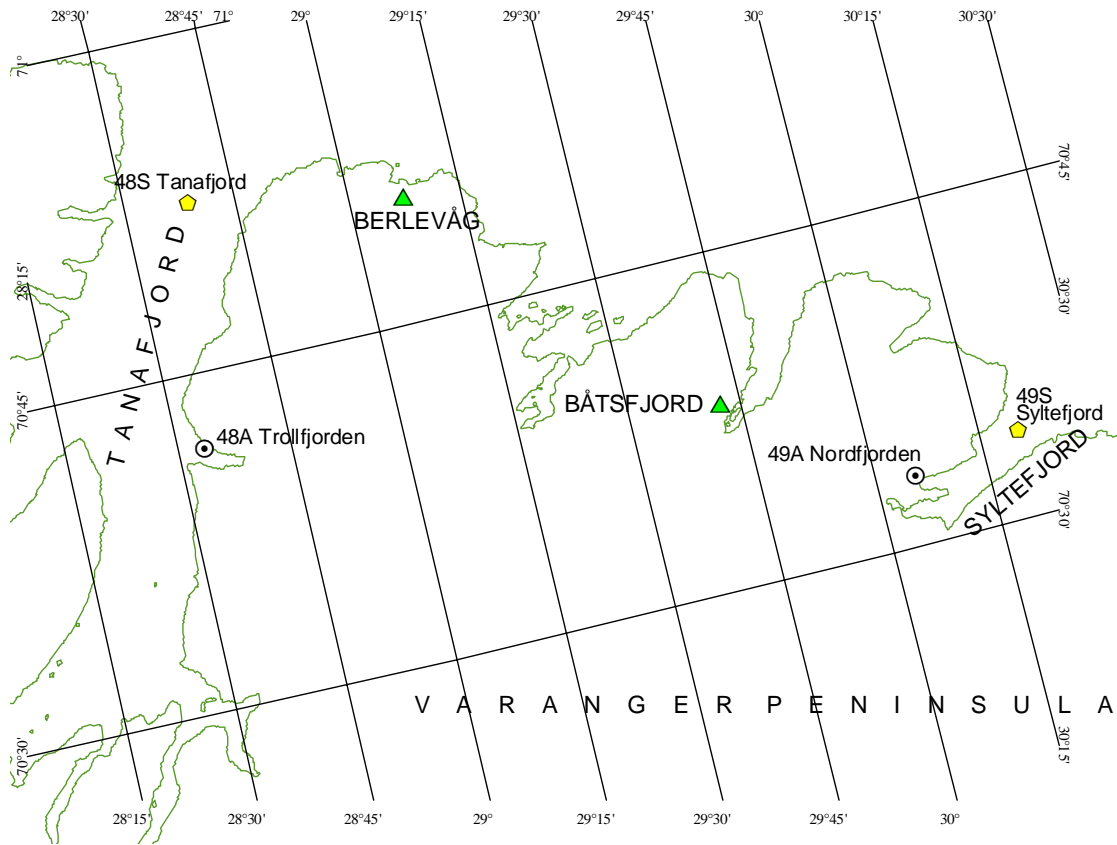 28°30' 28°45' 71° 29° 29°15' 29°30' 29°45' 30° 30°15' 30°30'
71°
70°45'
48S Tanafjord
BERLEVÅG
TANAFJORD
28°15'
30°30'
70°45'
BÅTSFJORD
49S
Syltefjord
48A Trollfjorden
49A Nordfjorden
SYLTEFJORD
70°30'
VARANGERPENINSULA
70°30'
30°15'
28°15' 28°30' 28°45' 29° 29°15' 29°30' 29°45' 30°